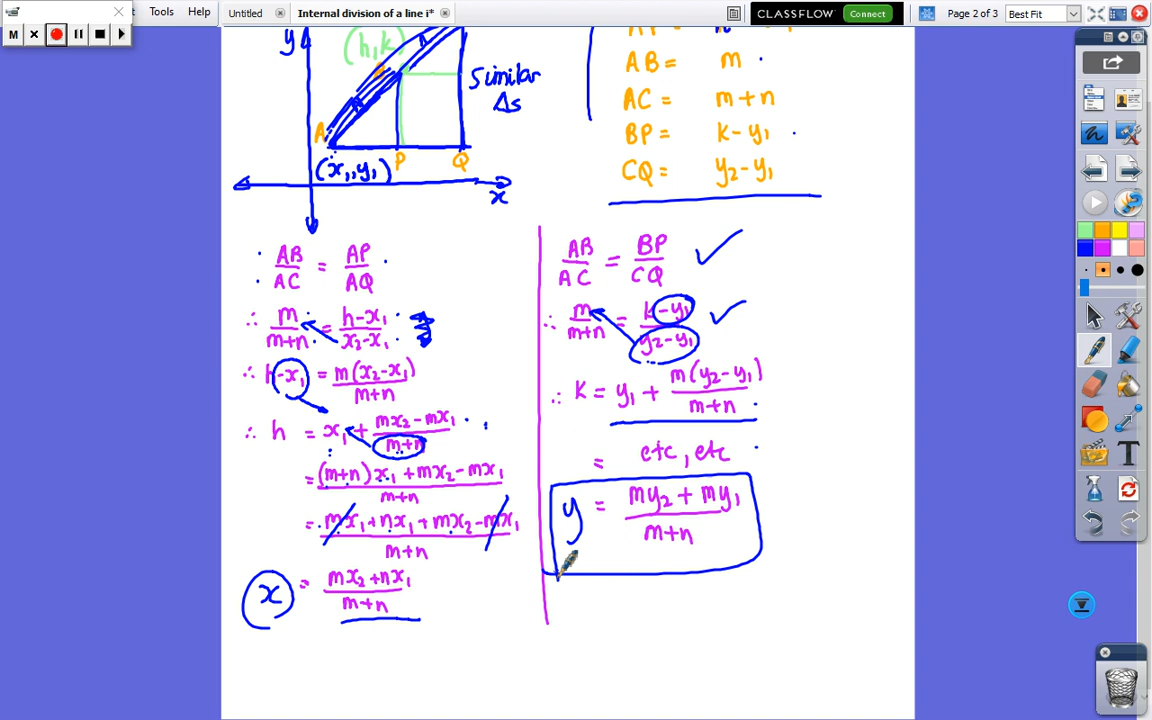 Tools Help Untitled Internal division of a line i* CLASSFLOW Connect Page 2 of 3 Best Fit
M
y
(h,k)
Similar
Δs
A
P Q
(x1, y1)
x
AB = m
AC = m+n
BP = k-y1
CQ = y2-y1
AB/AC = AP/AQ
∴ m/m+n = h-x1/x2-x1
∴ h-x1 = m(x2-x1)/m+n
∴ h = x1 + mx2-mx1/m+n
= (m+n)x1 + mx2 - mx1/m+n
= mx1 + nx1 + mx2 - mx1/m+n
x = mx2+nx1/m+n
AB/AC = BP/CQ ✓
∴ m/m+n = k-y1/y2-y1 ✓
∴ k = y1 + m(y2-y1)/m+n
= etc, etc
y = my2 + my1/m+n
T